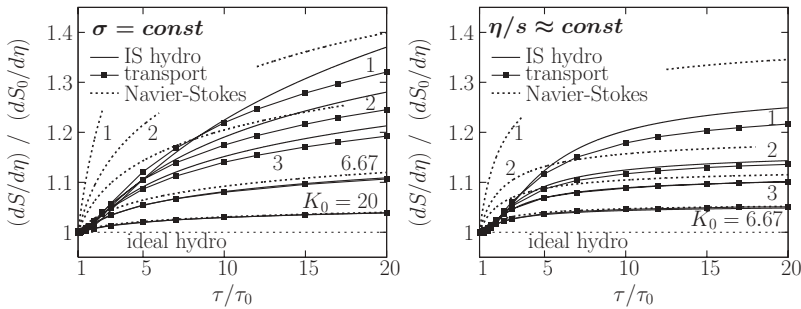 σ = const
IS hydro
transport
Navier-Stokes
1
2
1
2
3
6.67
K₀ = 20
ideal hydro
1.4
1.3
1.2
1.1
1
1
5
10
15
20
τ/τ₀
(dS/dη) / (dS₀/dη)
η/s ≈ const
IS hydro
transport
Navier-Stokes
1
2
1
2
3
K₀ = 6.67
ideal hydro
1.4
1.3
1.2
1.1
1
1
5
10
15
20
τ/τ₀
(dS/dη) / (dS₀/dη)